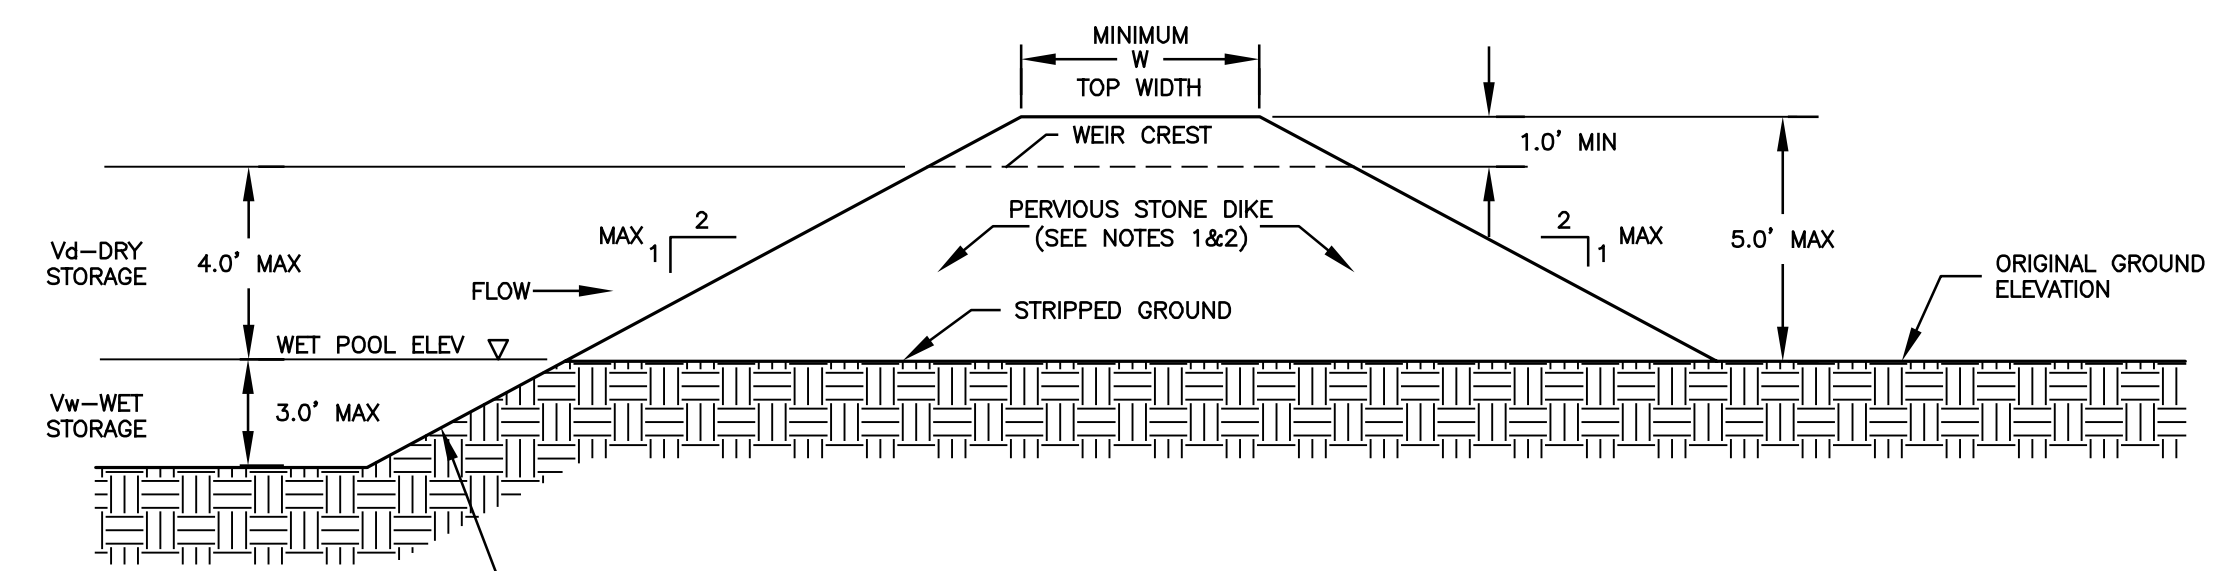 MINIMUM
W
TOP WIDTH
WEIR CREST
1.0' MIN
PERVIOUS STONE DIKE
(SEE NOTES 1&2)
MAX
1
2
2
1
MAX
5.0' MAX
Vd-DRY
STORAGE
4.0' MAX
FLOW
ORIGINAL GROUND
ELEVATION
STRIPPED GROUND
WET POOL ELEV
Vw-WET
STORAGE
3.0' MAX